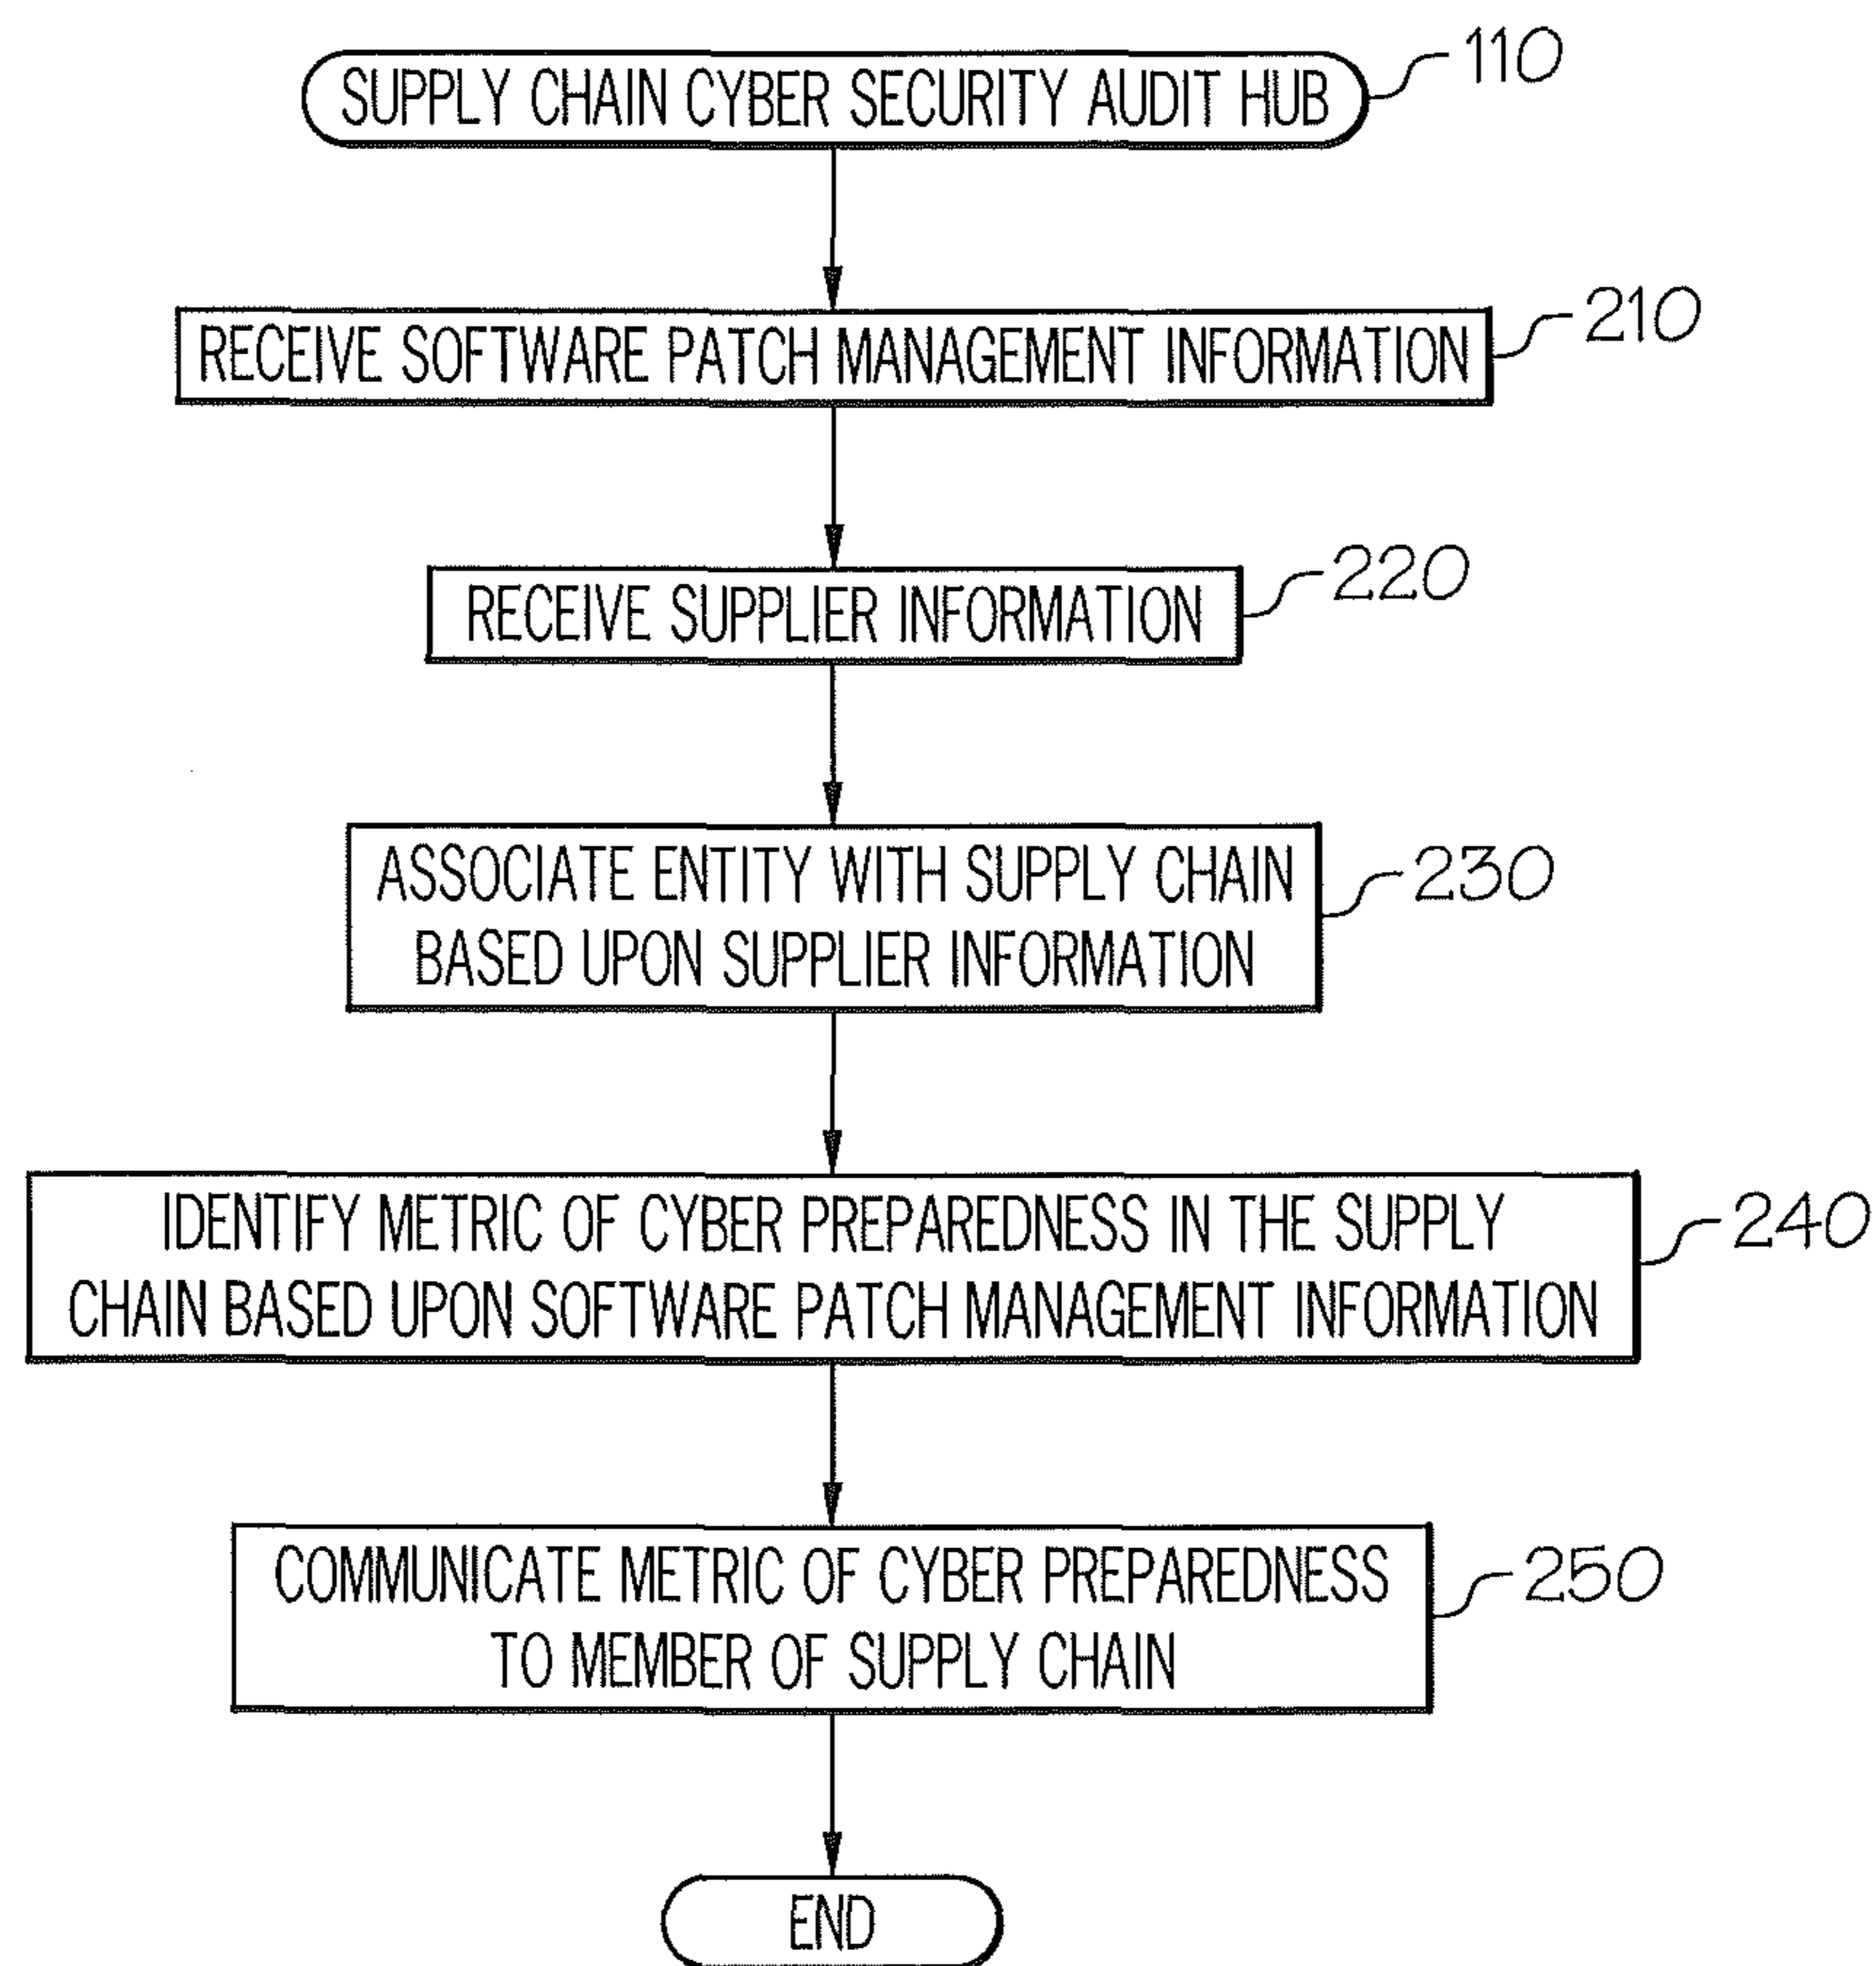 SUPPLY CHAIN CYBER SECURITY AUDIT HUB
110
RECEIVE SOFTWARE PATCH MANAGEMENT INFORMATION
210
RECEIVE SUPPLIER INFORMATION
220
ASSOCIATE ENTITY WITH SUPPLY CHAIN
BASED UPON SUPPLIER INFORMATION
230
IDENTIFY METRIC OF CYBER PREPAREDNESS IN THE SUPPLY
CHAIN BASED UPON SOFTWARE PATCH MANAGEMENT INFORMATION
240
COMMUNICATE METRIC OF CYBER PREPAREDNESS
TO MEMBER OF SUPPLY CHAIN
250
END